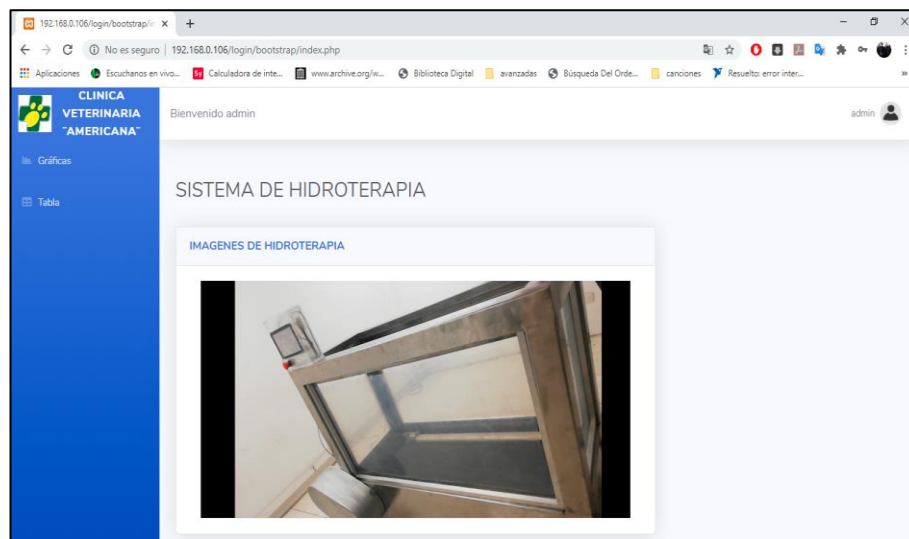 192.168.0.106/login/bootstrap/in
No es seguro | 192.168.0.106/login/bootstrap/index.php
Aplicaciones Escuchanos en vivo... Calculadora de inte... www.archive.org/w... Biblioteca Digital avanzadas Búsqueda Del Orde... canciones Resuelto: error inter... »
CLINICA
VETERINARIA
¨AMERICANA¨
Bienvenido admin
admin
Gráficas
Tabla
SISTEMA DE HIDROTERAPIA
IMAGENES DE HIDROTERAPIA